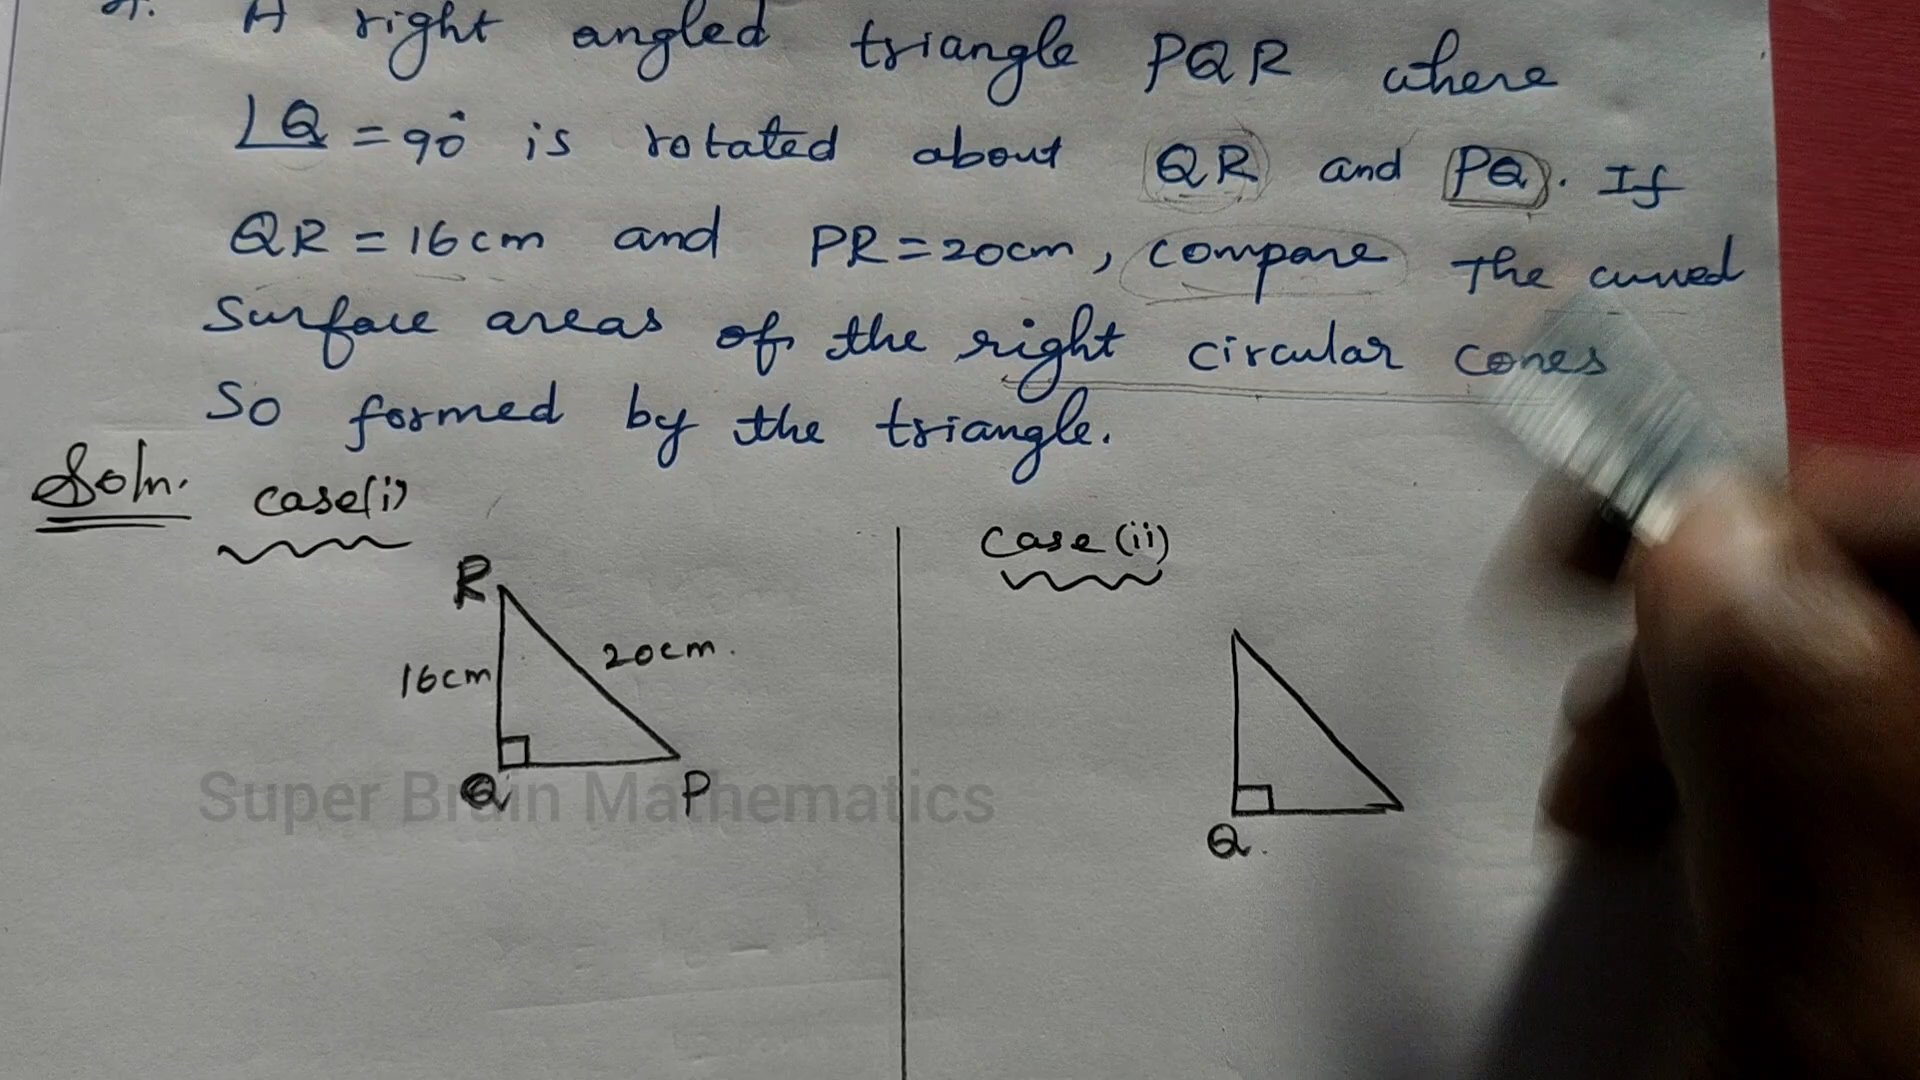 A right angled triangle PQR where
∠Q = 90° is rotated about QR and PQ. If
QR = 16cm and PR = 20cm, compare the curved
surface areas of the right circular cones
so formed by the triangle.
Soln. case(i)
case (ii)
R
16cm 20cm.
Q P
Q.
Super Brain Mathematics